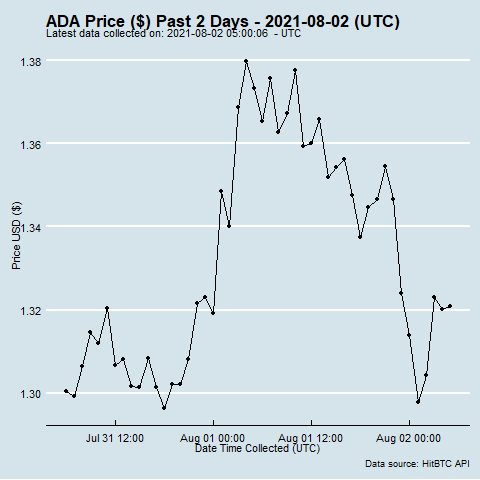 ADA Price ($) Past 2 Days - 2021-08-02 (UTC)
Latest data collected on: 2021-08-02 05:00:06 - UTC
1.38
1.36
1.34
1.32
1.30
Price USD ($)
Jul 31 12:00 Aug 01 00:00 Aug 01 12:00 Aug 02 00:00
Date Time Collected (UTC)
Data source: HitBTC API